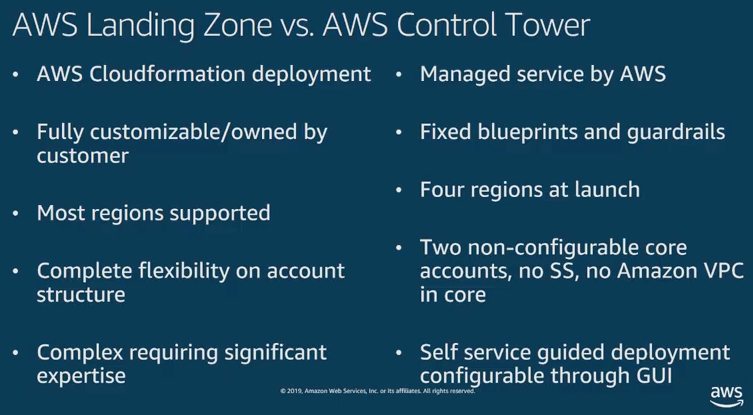 AWS Landing Zone vs. AWS Control Tower
• AWS Cloudformation deployment
• Fully customizable/owned by
customer
• Most regions supported
• Complete flexibility on account
structure
• Complex requiring significant
expertise
• Managed service by AWS
• Fixed blueprints and guardrails
• Four regions at launch
• Two non-configurable core
accounts, no SS, no Amazon VPC
in core
• Self service guided deployment
configurable through GUI
© 2019, Amazon Web Services, Inc. or its affiliates. All rights reserved.
aws